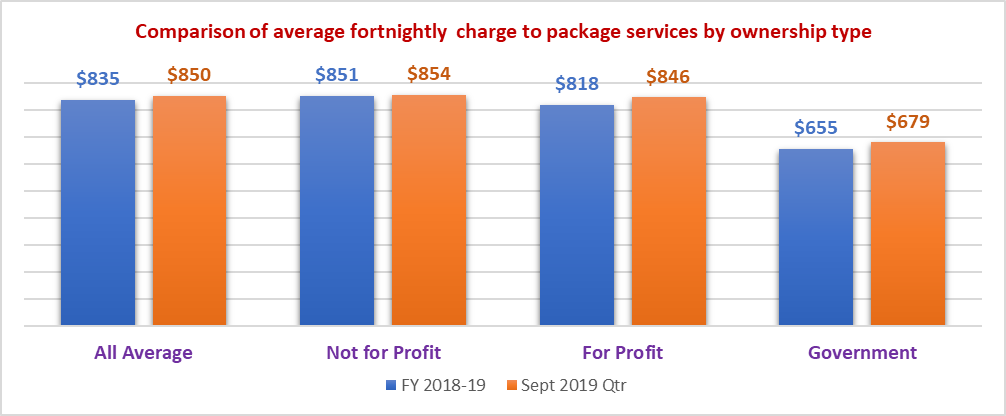 Comparison of average fortnightly charge to package services by ownership type
$835 $850 $851 $854 $818 $846 $655 $679
All Average Not for Profit For Profit Government
FY 2018-19 Sept 2019 Qtr